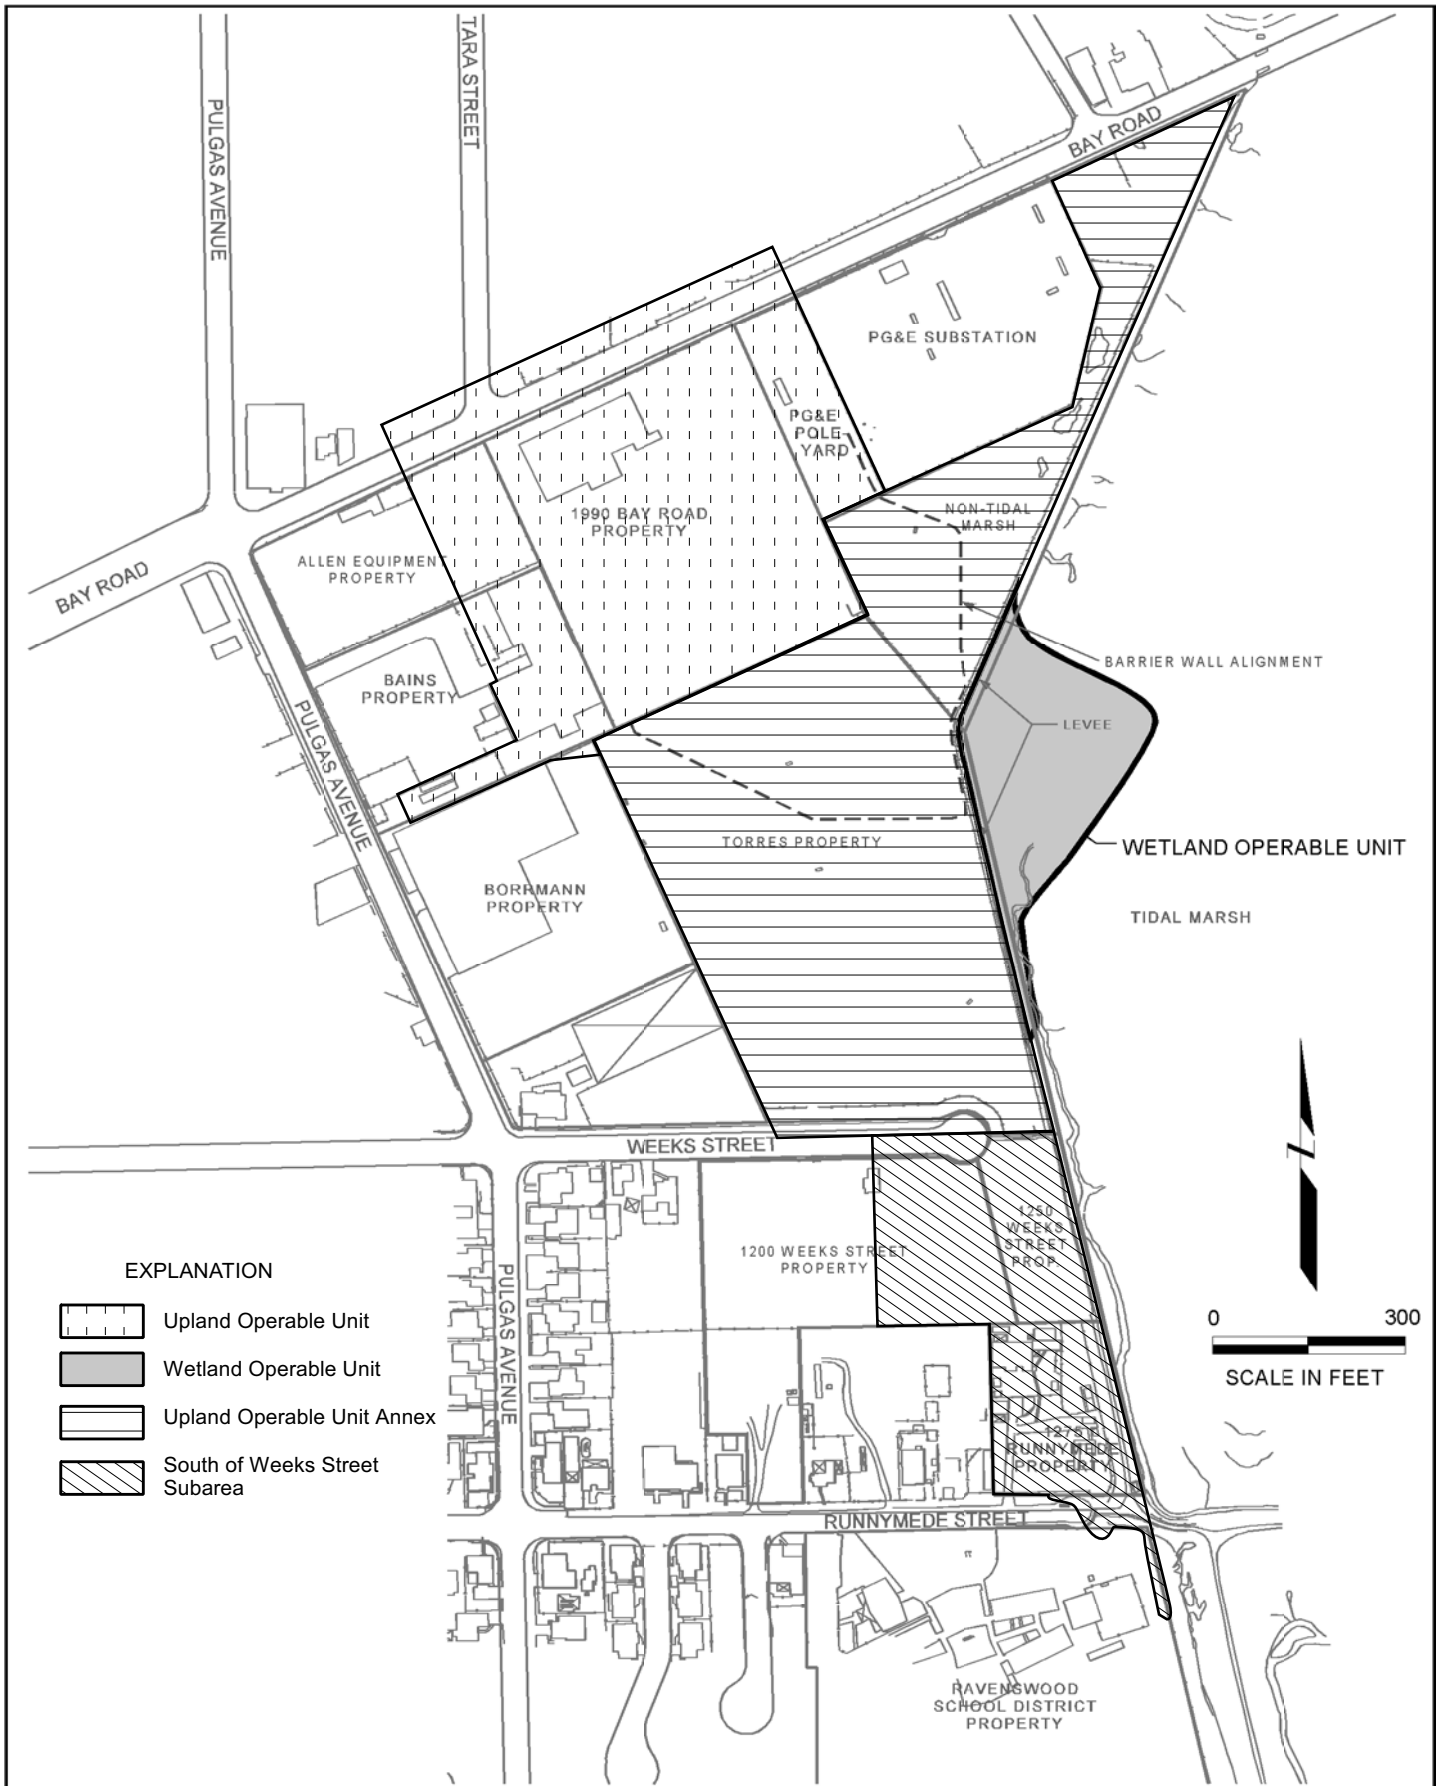 TARA STREET
PULGAS AVENUE
BAY ROAD
PG&E SUBSTATION
PG&E
POLE
YARD
NON-TIDAL
MARSH
1990 BAY ROAD
PROPERTY
ALLEN EQUIPMENT
PROPERTY
BAY ROAD
BAINS
PROPERTY
BARRIER WALL ALIGNMENT
LEVEE
PULGAS AVENUE
TORRES PROPERTY
WETLAND OPERABLE UNIT
BORRMANN
PROPERTY
TIDAL MARSH
WEEKS STREET
1250
WEEKS
STREET
PROP.
1200 WEEKS STREET
PROPERTY
EXPLANATION
Upland Operable Unit
Wetland Operable Unit
Upland Operable Unit Annex
South of Weeks Street
Subarea
PULGAS AVENUE
0 300
SCALE IN FEET
1275
RUNNYMEDE
PROPERTY
RUNNYMEDE STREET
RAVENSWOOD
SCHOOL DISTRICT
PROPERTY